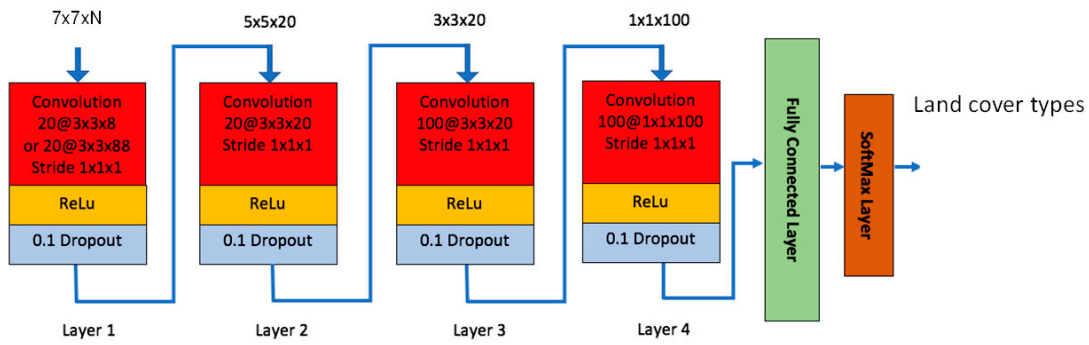 7x7xN
5x5x20
3x3x20
1x1x100
Convolution
20@3x3x8
or 20@3x3x88
Stride 1x1x1
ReLu
0.1 Dropout
Layer 1
Convolution
20@3x3x20
Stride 1x1x1
ReLu
0.1 Dropout
Layer 2
Convolution
100@3x3x20
Stride 1x1x1
ReLu
0.1 Dropout
Layer 3
Convolution
100@1x1x100
Stride 1x1x1
ReLu
0.1 Dropout
Layer 4
Fully Connected Layer
SoftMax Layer
Land cover types